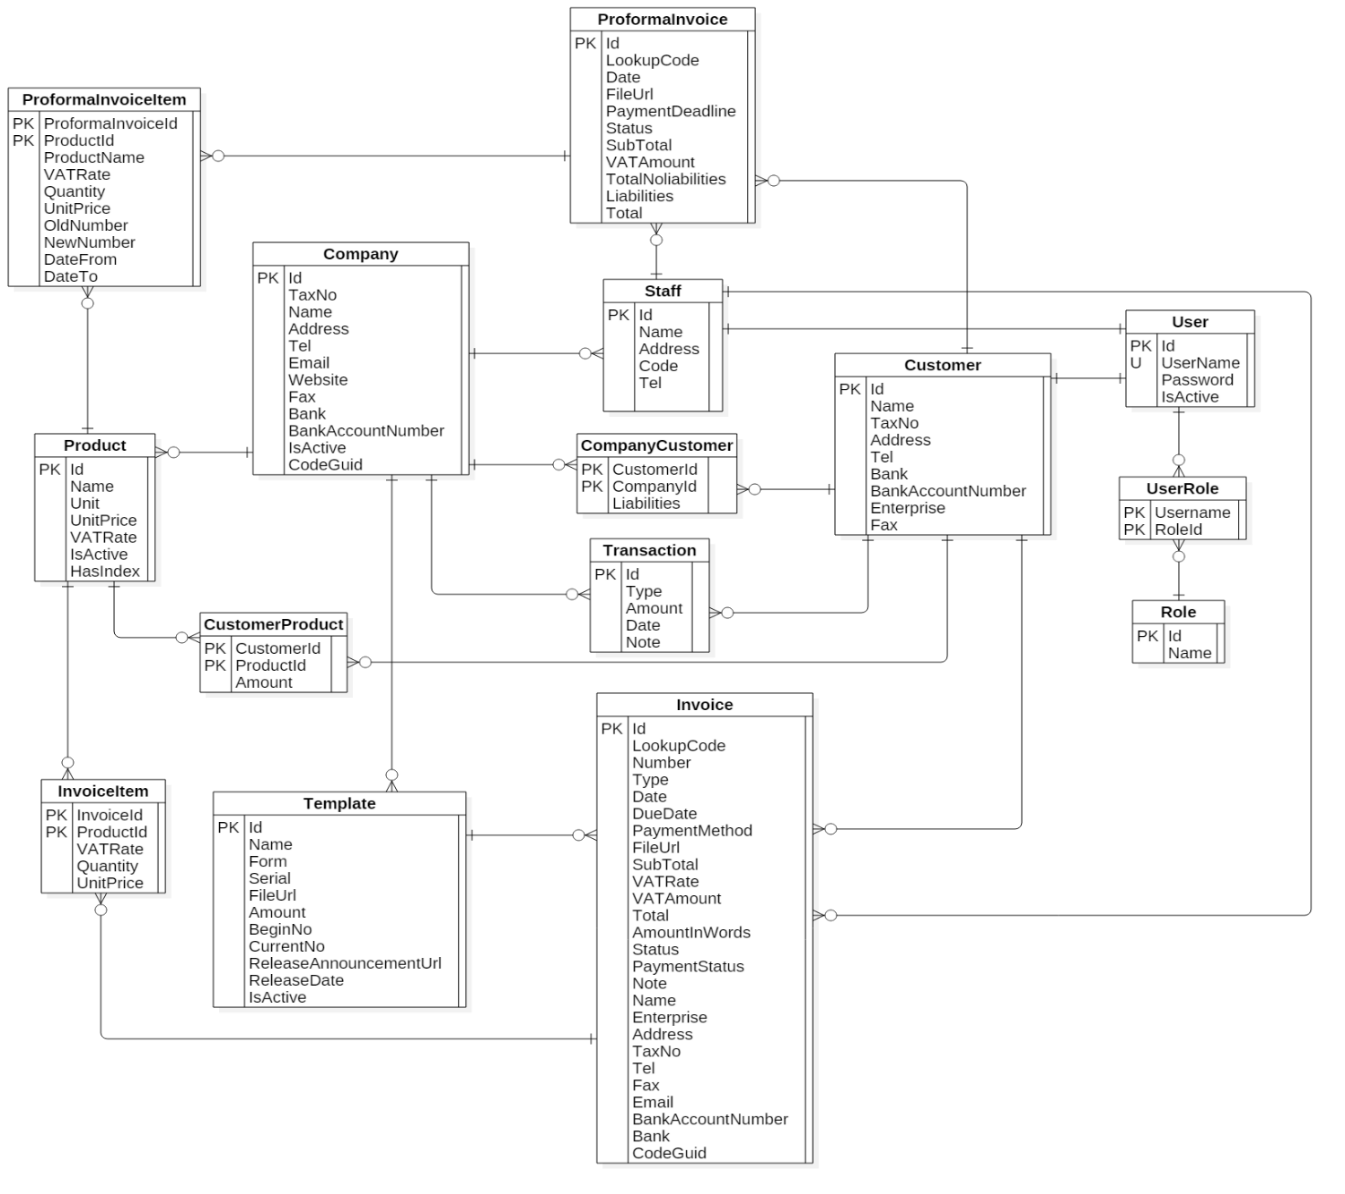 ProformaInvoice
PK Id
LookupCode
Date
FileUrl
PaymentDeadline
Status
SubTotal
VATAmount
TotalNoliabilities
Liabilities
Total
ProformaInvoiceItem
PK ProformaInvoiceId
PK ProductId
ProductName
VATRate
Quantity
UnitPrice
OldNumber
NewNumber
DateFrom
DateTo
Company
PK Id
TaxNo
Name
Address
Tel
Email
Website
Fax
Bank
BankAccountNumber
IsActive
CodeGuid
Staff
PK Id
Name
Address
Code
Tel
User
PK Id
U UserName
Password
IsActive
Customer
PK Id
Name
TaxNo
Address
Tel
Bank
BankAccountNumber
Enterprise
Fax
Product
PK Id
Name
Unit
UnitPrice
VATRate
IsActive
HasIndex
CompanyCustomer
PK CustomerId
PK CompanyId
Liabilities
UserRole
PK Username
PK RoleId
Transaction
PK Id
Type
Amount
Date
Note
Role
PK Id
Name
CustomerProduct
PK CustomerId
PK ProductId
Amount
Invoice
PK Id
LookupCode
Number
Type
Date
DueDate
PaymentMethod
FileUrl
SubTotal
VATRate
VATAmount
Total
AmountInWords
Status
PaymentStatus
Note
Name
Enterprise
Address
TaxNo
Tel
Fax
Email
BankAccountNumber
Bank
CodeGuid
InvoiceItem
PK InvoiceId
PK ProductId
VATRate
Quantity
UnitPrice
Template
PK Id
Name
Form
Serial
FileUrl
Amount
BeginNo
CurrentNo
ReleaseAnnouncementUrl
ReleaseDate
IsActive